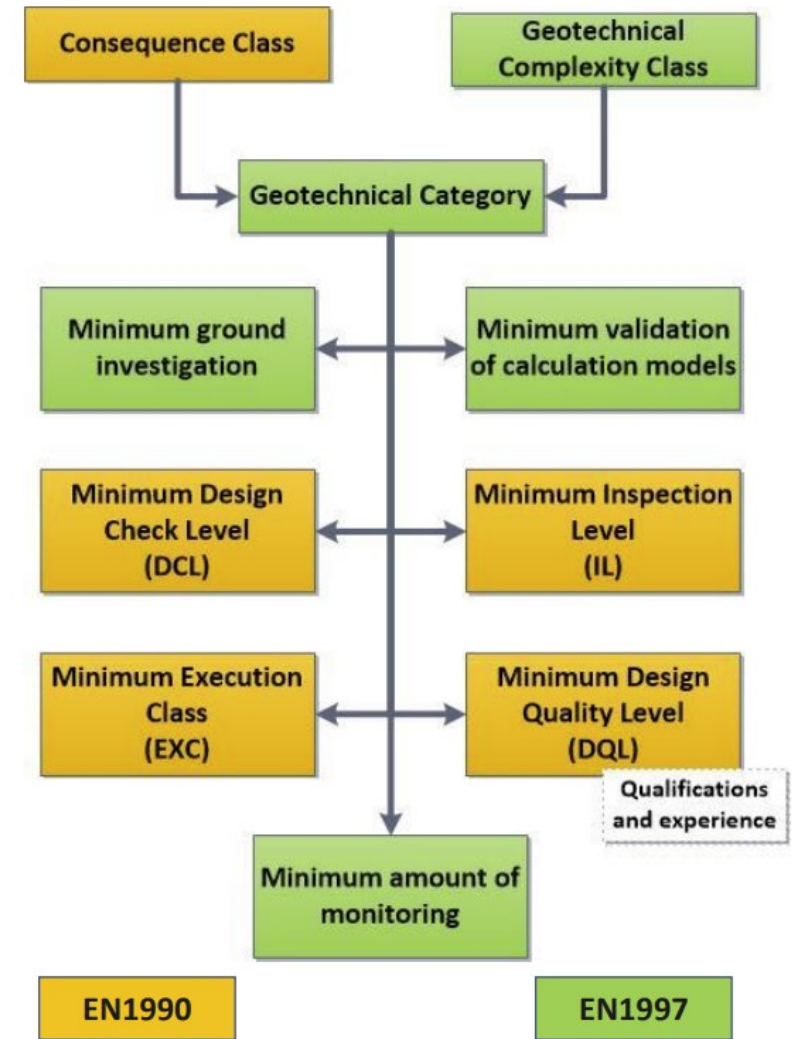 Consequence Class
Geotechnical
Complexity Class
Geotechnical Category
Minimum ground
investigation
Minimum validation
of calculation models
Minimum Design
Check Level
(DCL)
Minimum Inspection
Level
(IL)
Minimum Execution
Class
(EXC)
Minimum Design
Quality Level
(DQL)
Qualifications
and experience
Minimum amount of
monitoring
EN1990
EN1997